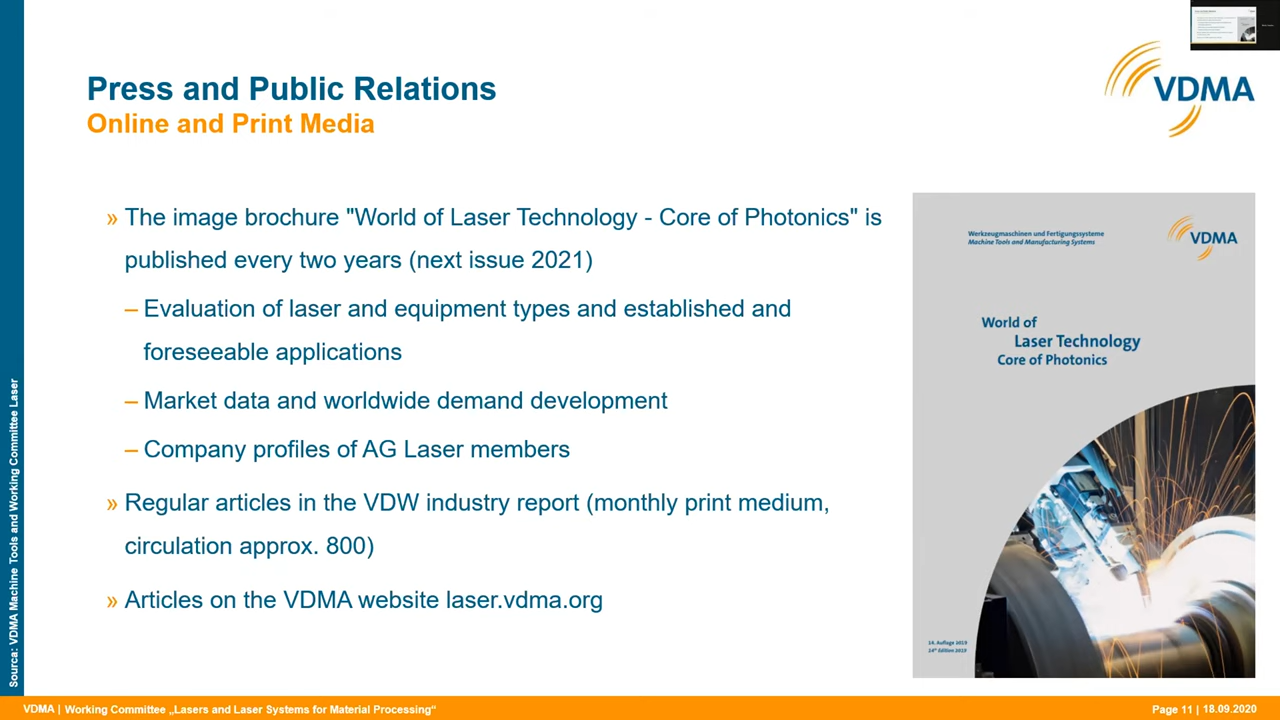 Press and Public Relations
Online and Print Media
VDMA
» The image brochure "World of Laser Technology - Core of Photonics" is
published every two years (next issue 2021)
– Evaluation of laser and equipment types and established and
foreseeable applications
– Market data and worldwide demand development
– Company profiles of AG Laser members
» Regular articles in the VDW industry report (monthly print medium,
circulation approx. 800)
» Articles on the VDMA website laser.vdma.org
Werkzeugmaschinen und Fertigungssysteme
Machine Tools and Manufacturing Systems
VDMA
World of
Laser Technology
Core of Photonics
14. Auflage 2019
14th Edition 2019
Sourca: VDMA Machine Tools and Working Committee Laser
VDMA | Working Committee „Lasers and Laser Systems for Material Processing“
Page 11 | 18.09.2020